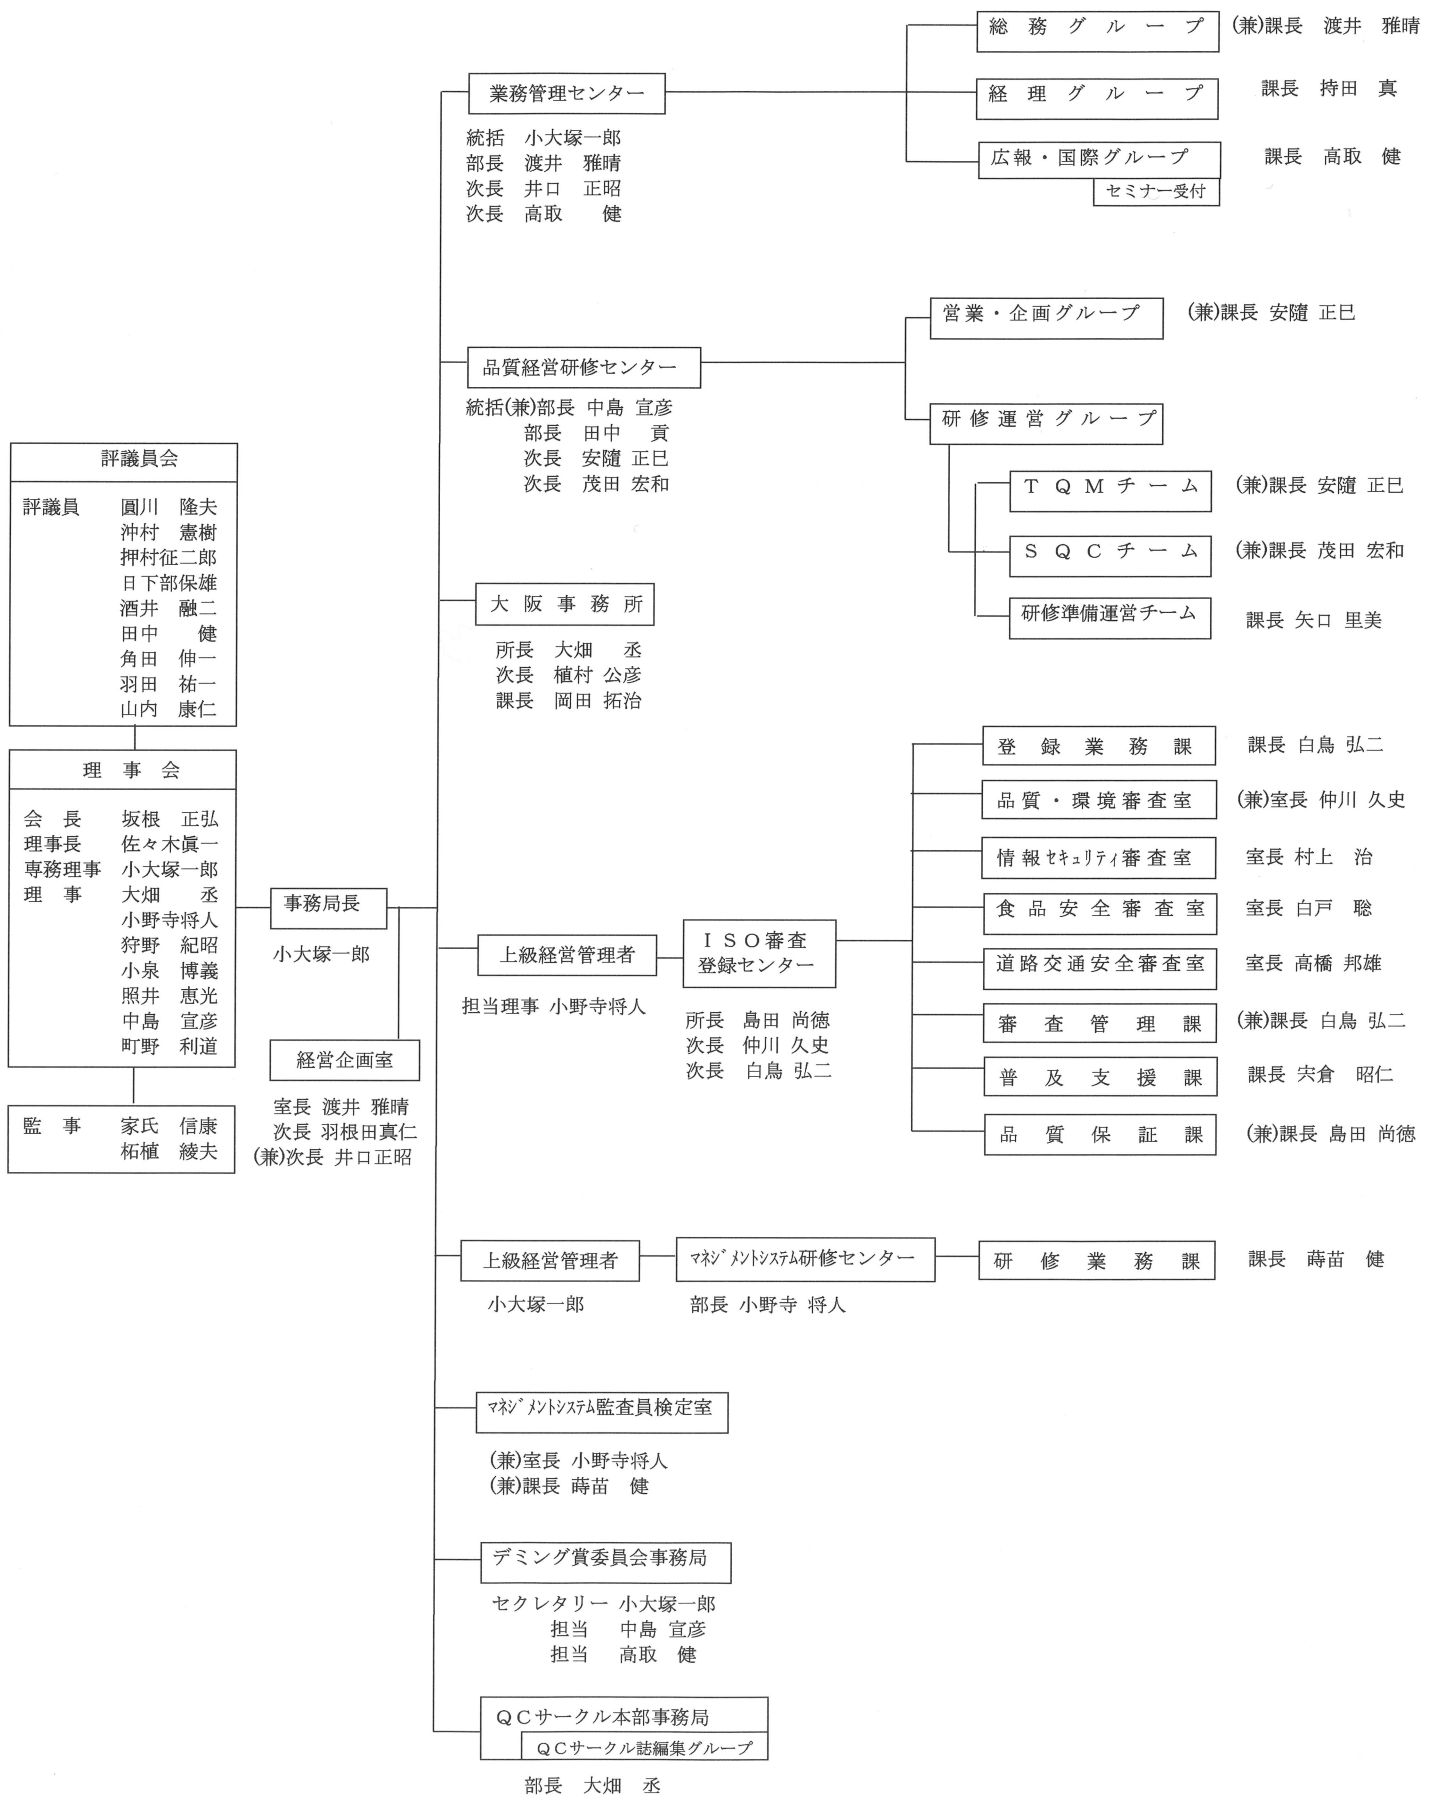 評議員会
評議員 圓川 隆夫
沖村 憲樹
押村征二郎
日下部保雄
酒井 融二
田中 健
角田 伸一
羽田 祐一
山内 康仁
理事会
会長 坂根 正弘
理事長 佐々木眞一
専務理事 小大塚一郎
理事 大畑 丞
小野寺将人
狩野 紀昭
小泉 博義
照井 恵光
中島 宣彦
町野 利道
監事 家氏 信康
柘植 綾夫
事務局長
小大塚一郎
経営企画室
室長 渡井 雅晴
次長 羽根田真仁
(兼)次長 井口正昭
業務管理センター
統括 小大塚一郎
部長 渡井 雅晴
次長 井口 正昭
次長 高取 健
総務グループ (兼)課長 渡井 雅晴
経理グループ 課長 持田 真
広報・国際グループ 課長 高取 健
セミナー受付
品質経営研修センター
統括(兼)部長 中島 宣彦
部長 田中 貢
次長 安隨 正巳
次長 茂田 宏和
営業・企画グループ (兼)課長 安隨 正巳
研修運営グループ
TQMチーム (兼)課長 安隨 正巳
SQCチーム (兼)課長 茂田 宏和
研修準備運営チーム 課長 矢口 里美
大阪事務所
所長 大畑 丞
次長 植村 公彦
課長 岡田 拓治
上級経営管理者
担当理事 小野寺将人
ISO審査
登録センター
所長 島田 尚徳
次長 仲川 久史
次長 白鳥 弘二
登録業務課 課長 白鳥 弘二
品質・環境審査室 (兼)室長 仲川 久史
情報セキュリティ審査室 室長 村上 治
食品安全審査室 室長 白戸 聡
道路交通安全審査室 室長 高橋 邦雄
審査管理課 (兼)課長 白鳥 弘二
普及支援課 課長 宍倉 昭仁
品質保証課 (兼)課長 島田 尚徳
上級経営管理者
小大塚一郎
マネジメントシステム研修センター
部長 小野寺 将人
研修業務課 課長 蒔苗 健
マネジメントシステム監査員検定室
(兼)室長 小野寺将人
(兼)課長 蒔苗 健
デミング賞委員会事務局
セクレタリー 小大塚一郎
担当 中島 宣彦
担当 高取 健
QCサークル本部事務局
QCサークル誌編集グループ
部長 大畑 丞